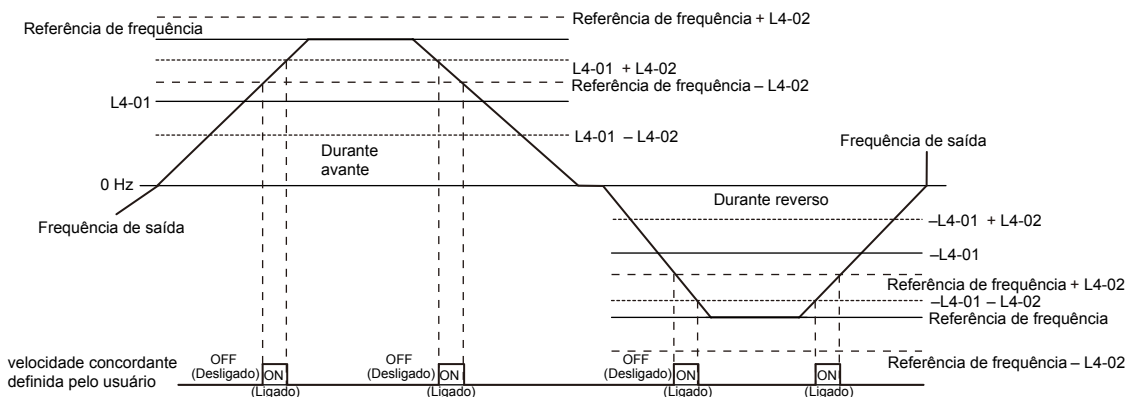 Referência de frequência + L4-02
Referência de frequência
L4-01 + L4-02
Referência de frequência – L4-02
L4-01
L4-01 – L4-02
Durante
avante
Frequência de saída
0 Hz
Durante reverso
Frequência de saída
–L4-01 + L4-02
–L4-01
Referência de frequência + L4-02
–L4-01 – L4-02
Referência de frequência
Referência de frequência – L4-02
velocidade concordante
definida pelo usuário
OFF
(Desligado)
ON
(Ligado)
OFF
(Desligado)
ON
(Ligado)
OFF
(Desligado)
ON
(Ligado)
ON
(Ligado)